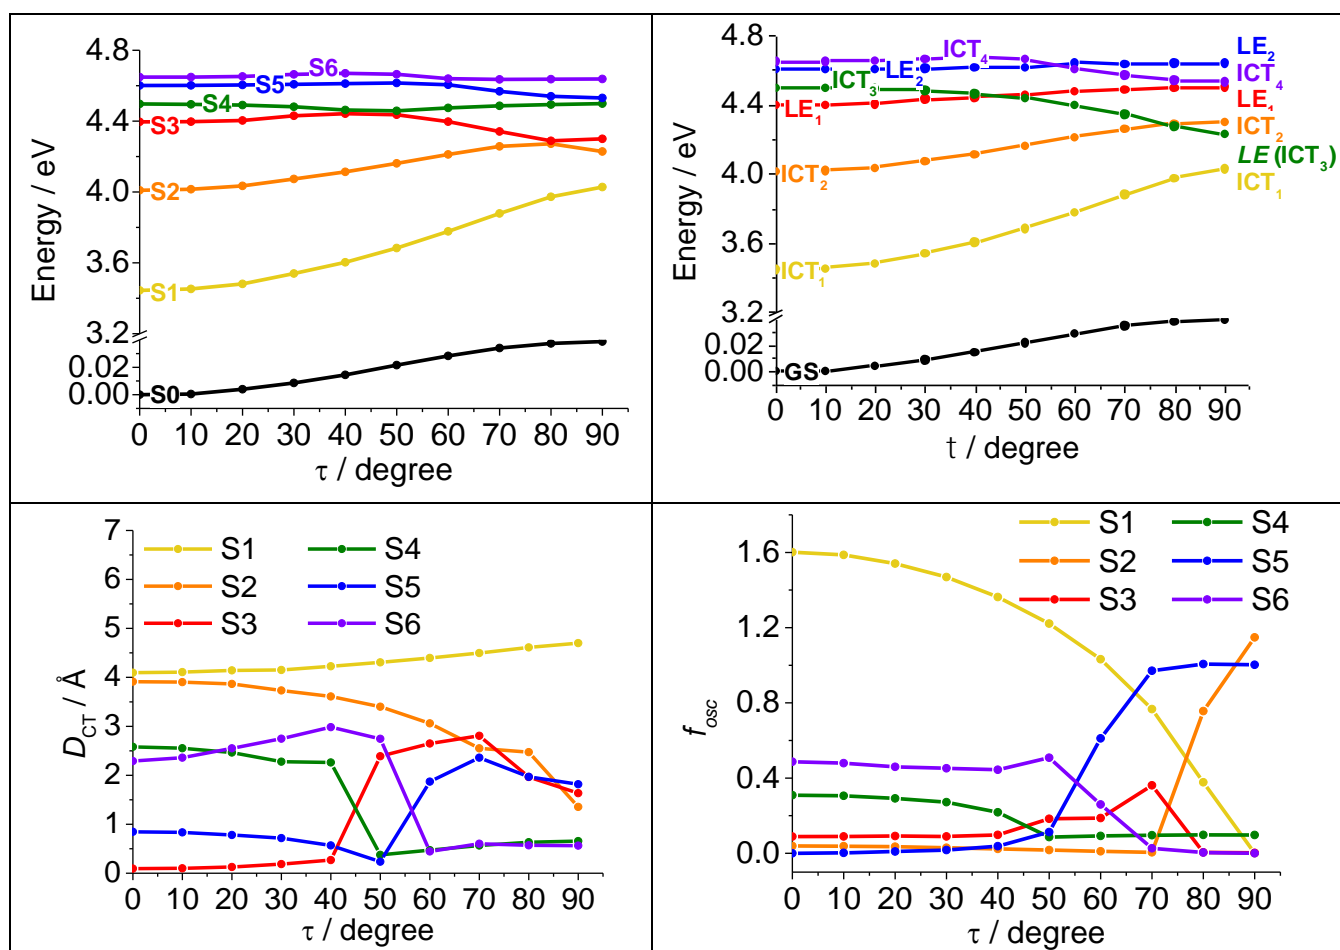 4.8
4.4
4.0
3.6
3.2
0.02
0.00
Energy / eV
S6
S5
S4
S3
S2
S1
S0
0 10 20 30 40 50 60 70 80 90
τ / degree
4.8
4.4
4.0
3.6
3.2
0.02
0.00
Energy / eV
ICT4
LE2
ICT3 LE2
ICT4
LE1
LE1
ICT2
ICT2
LE (ICT3)
ICT1
ICT1
GS
0 10 20 30 40 50 60 70 80 90
t / degree
7
6
5
4
3
2
1
0
DCT / Å
S1 S4
S2 S5
S3 S6
0 10 20 30 40 50 60 70 80 90
τ / degree
1.6
1.2
0.8
0.4
0.0
fosc
S1 S4
S2 S5
S3 S6
0 10 20 30 40 50 60 70 80 90
τ / degree